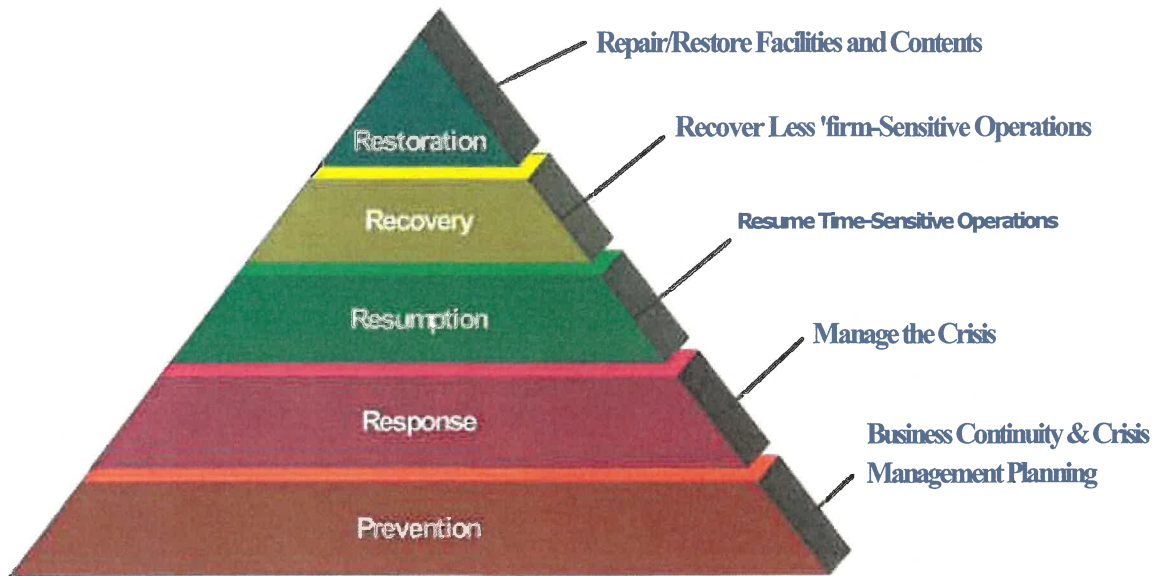 Repair/Restore Facilities and Contents
Restoration
Recover Less 'firm-Sensitive Operations
Recovery
Resume Time-Sensitive Operations
Resumption
Manage the Crisis
Response
Business Continuity & Crisis
Management Planning
Prevention